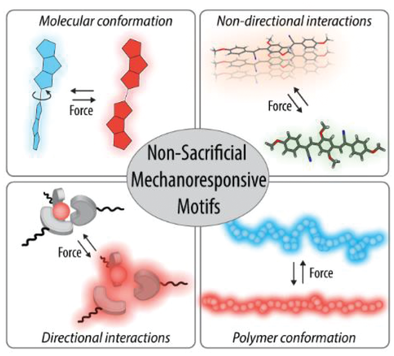 Molecular conformation
Non-directional interactions
Force
Force
Non-Sacrificial
Mechanoresponsive
Motifs
Force
Force
Directional interactions
Polymer conformation